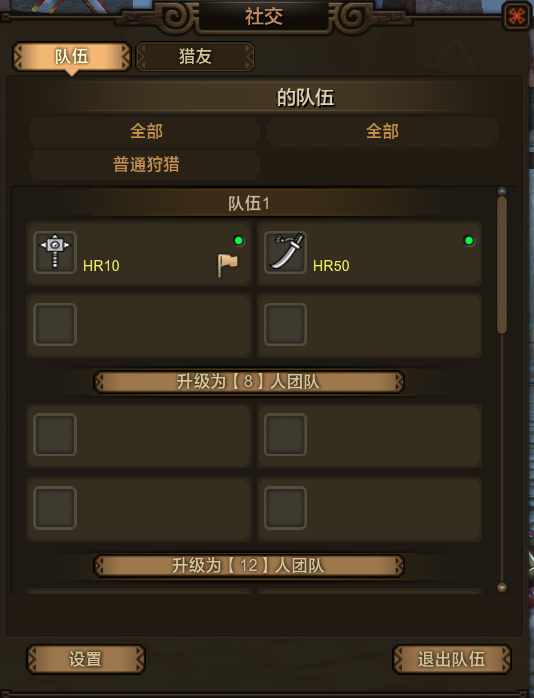 社交
队伍 猎友
的队伍
全部 全部
普通狩猎
队伍1
HR10 HR50
升级为【8】人团队
升级为【12】人团队
设置 退出队伍